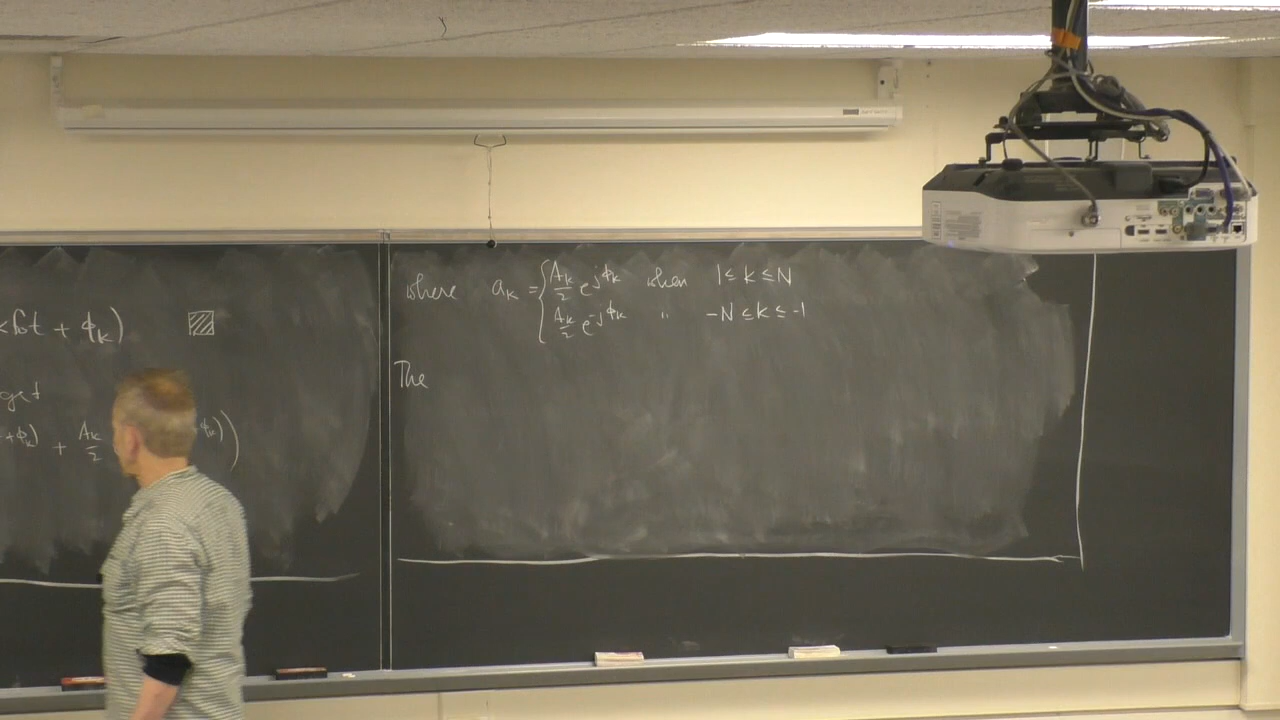 kf₀t + ϕₖ)
get
+ϕₖ) + Aₖ/2 ϕₖ))
where aₖ = { Aₖ/2 e^jϕₖ when 1 ≤ k ≤ N
Aₖ/2 e^-jϕₖ " -N ≤ k ≤ -1
The